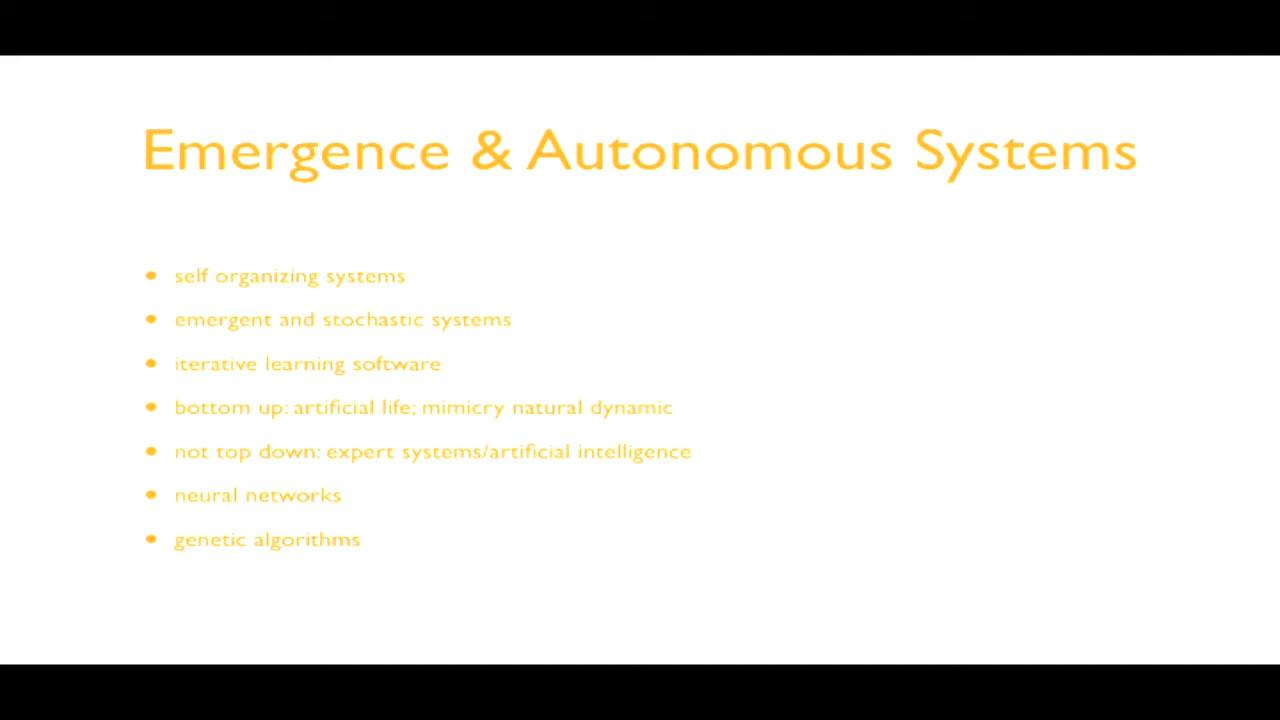 Emergence & Autonomous Systems
• self organizing systems
• emergent and stochastic systems
• iterative learning software
• bottom up: artificial life; mimicry natural dynamic
• not top down: expert systems/artificial intelligence
• neural networks
• genetic algorithms